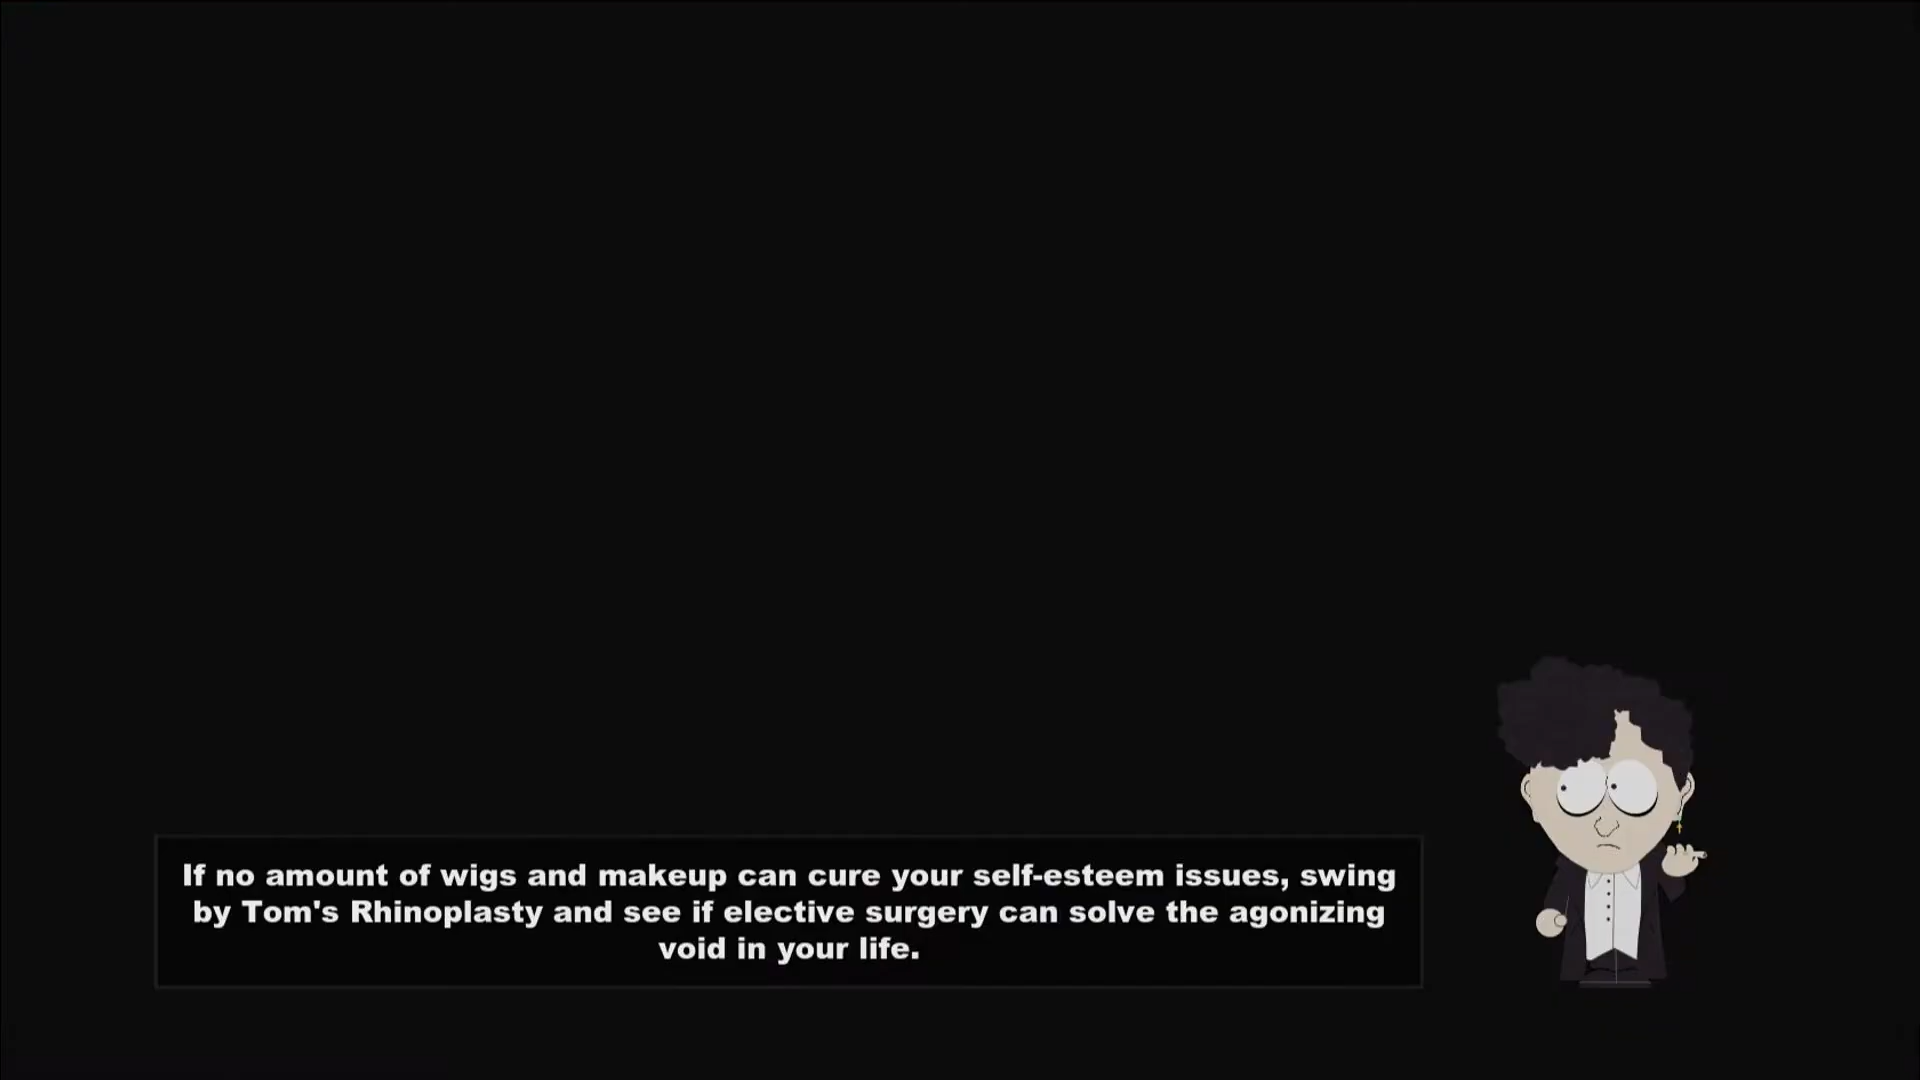 If no amount of wigs and makeup can cure your self-esteem issues, swing
by Tom's Rhinoplasty and see if elective surgery can solve the agonizing
void in your life.